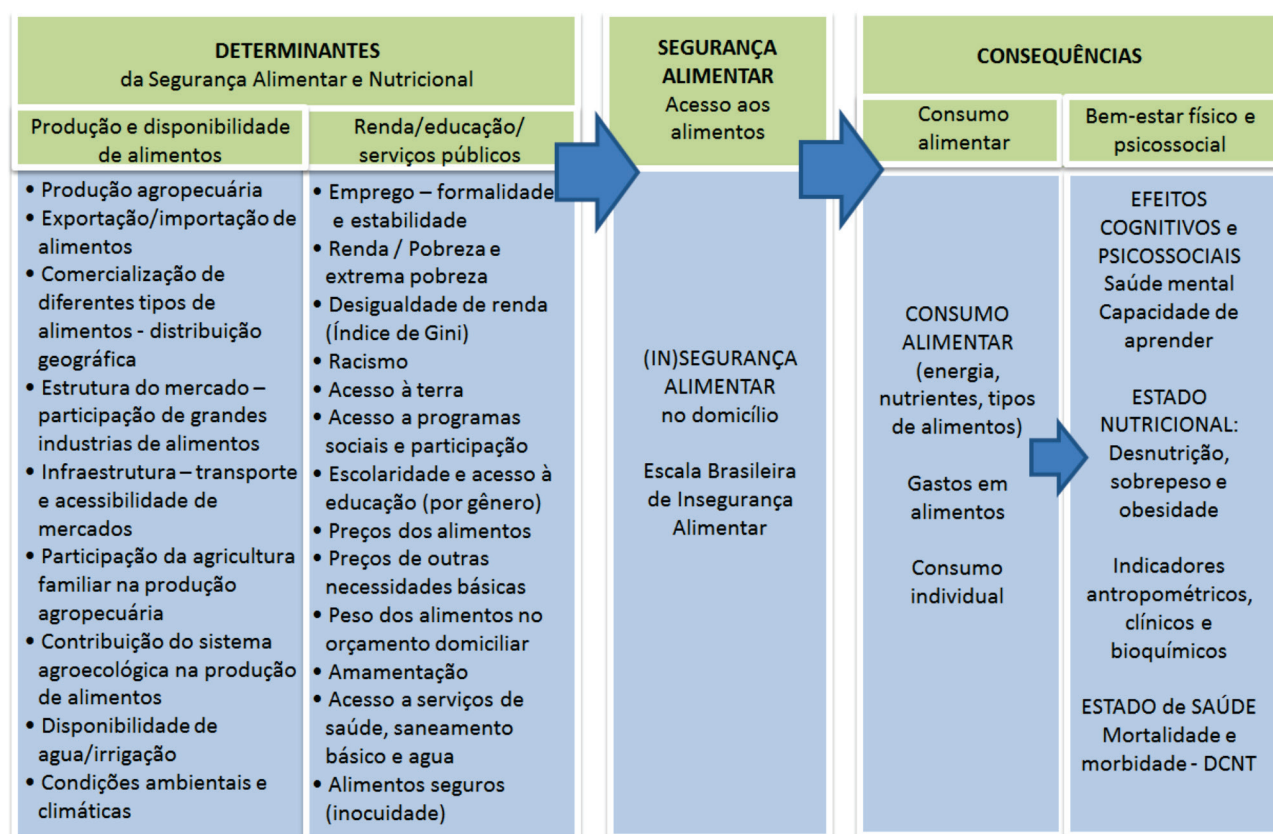 DETERMINANTES
da Segurança Alimentar e Nutricional
Produção e disponibilidade
de alimentos
• Produção agropecuária
• Exportação/importação de
alimentos
• Comercialização de
diferentes tipos de
alimentos - distribuição
geográfica
• Estrutura do mercado –
participação de grandes
industrias de alimentos
• Infraestrutura – transporte
e acessibilidade de
mercados
• Participação da agricultura
familiar na produção
agropecuária
• Contribuição do sistema
agroecológica na produção
de alimentos
• Disponibilidade de
agua/irrigação
• Condições ambientais e
climáticas
Renda/educação/
serviços públicos
• Emprego – formalidade
e estabilidade
• Renda / Pobreza e
extrema pobreza
• Desigualdade de renda
(Índice de Gini)
• Racismo
• Acesso à terra
• Acesso a programas
sociais e participação
• Escolaridade e acesso à
educação (por gênero)
• Preços dos alimentos
• Preços de outras
necessidades básicas
• Peso dos alimentos no
orçamento domiciliar
• Amamentação
• Acesso a serviços de
saúde, saneamento
básico e agua
• Alimentos seguros
(inocuidade)
SEGURANÇA
ALIMENTAR
Acesso aos
alimentos
(IN)SEGURANÇA
ALIMENTAR
no domicílio
Escala Brasileira
de Insegurança
Alimentar
CONSEQUÊNCIAS
Consumo
alimentar
CONSUMO
ALIMENTAR
(energia,
nutrientes, tipos
de alimentos)
Gastos em
alimentos
Consumo
individual
Bem-estar físico e
psicossocial
EFEITOS
COGNITIVOS e
PSICOSSOCIAIS
Saúde mental
Capacidade de
aprender
ESTADO
NUTRICIONAL:
Desnutrição,
sobrepeso e
obesidade
Indicadores
antropométricos,
clínicos e
bioquímicos
ESTADO de SAÚDE
Mortalidade e
morbidade - DCNT